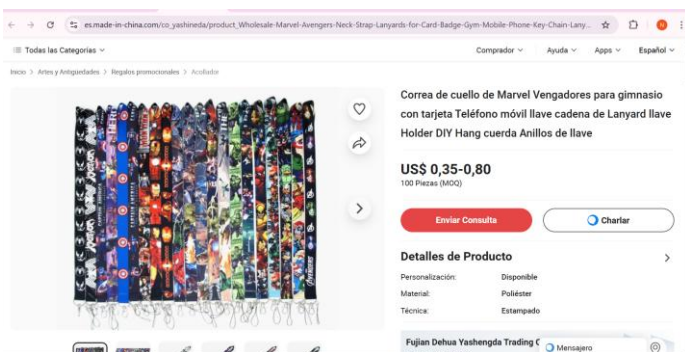 es.made-in-china.com/co_yashineda/product_Wholesale-Marvel-Avengers-Neck-Strap-Lanyards-for-Card-Badge-Gym-Mobile-Phone-Key-Chain-Lany...
Todas las Categorías
Comprador
Ayuda
Apps
Español
Inicio > Artes y Antigüedades > Regalos promocionales > Acollador
Correa de cuello de Marvel Vengadores para gimnasio
con tarjeta Teléfono móvil llave cadena de Lanyard llave
Holder DIY Hang cuerda Anillos de llave
US$ 0,35-0,80
100 Piezas (MOQ)
Enviar Consulta
Charlar
Detalles de Producto
Personalización: Disponible
Material: Poliéster
Técnica: Estampado
Fujian Dehua Yashengda Trading
Mensajero
CAPTAIN AMERICA
AVENGERS